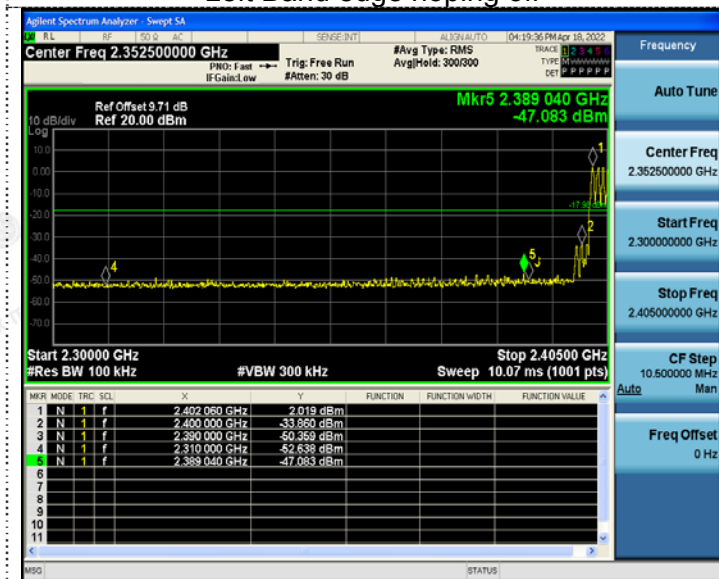 Left Band edge hoping off
Agilent Spectrum Analyzer - Swept SA
RL RF 50 Ω AC SENSE:INT ALIGN AUTO 04:19:36 PM Apr 18, 2022
Center Freq 2.352500000 GHz
PNO: Fast
IFGain:Low
Trig: Free Run
#Atten: 30 dB
#Avg Type: RMS
Avg|Hold: 300/300
TRACE 1 2 3 4 5 6
TYPE M
DET P P P P P P
Mkr5 2.389 040 GHz
-47.083 dBm
Ref Offset 9.71 dB
10 dB/div Ref 20.00 dBm
Log
10.0
0.00
-10.0
-20.0
-30.0
-40.0
-50.0
-60.0
-70.0
1
2
4
5
Start 2.30000 GHz Stop 2.40500 GHz
#Res BW 100 kHz #VBW 300 kHz Sweep 10.07 ms (1001 pts)
MKR MODE TRC SCL X Y FUNCTION FUNCTION WIDTH FUNCTION VALUE
1 N 1 f 2.402 060 GHz 2.019 dBm
2 N 1 f 2.400 000 GHz -33.860 dBm
3 N 1 f 2.390 000 GHz -50.359 dBm
4 N 1 f 2.310 000 GHz -52.638 dBm
5 N 1 f 2.389 040 GHz -47.083 dBm
6
7
8
9
10
11
MSG STATUS
Frequency
Auto Tune
Center Freq
2.352500000 GHz
Start Freq
2.300000000 GHz
Stop Freq
2.405000000 GHz
CF Step
10.500000 MHz
Auto Man
Freq Offset
0 Hz